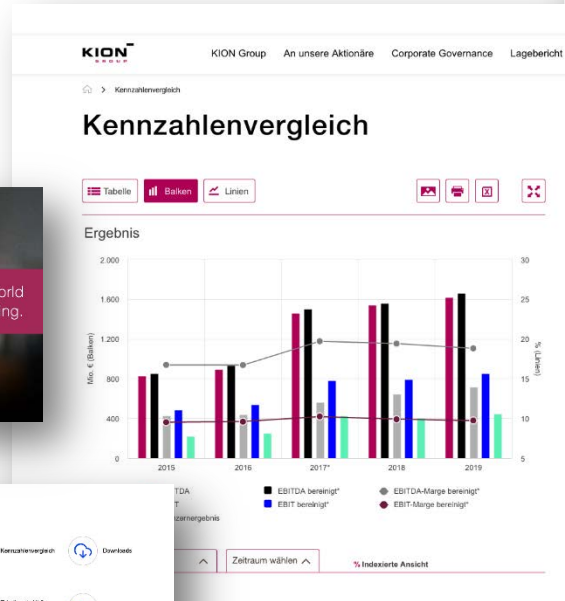 KION
GROUP
KION Group An unsere Aktionäre Corporate Governance Lagebericht
Kennzahlenvergleich
Kennzahlenvergleich
Tabelle Balken Linien
Ergebnis
orld
ng.
2.000 30
1.600 25
1.200 20
800 15
400 10
0 5
Mio. € (Balken)
% (Linien)
2015 2016 2017* 2018 2019
TDA EBITDA bereinigt* EBITDA-Marge bereinigt*
T EBIT bereinigt* EBIT-Marge bereinigt*
zernergebnis
Zeitraum wählen
% Indexierte Ansicht
Kennzahlenvergleich Downloads